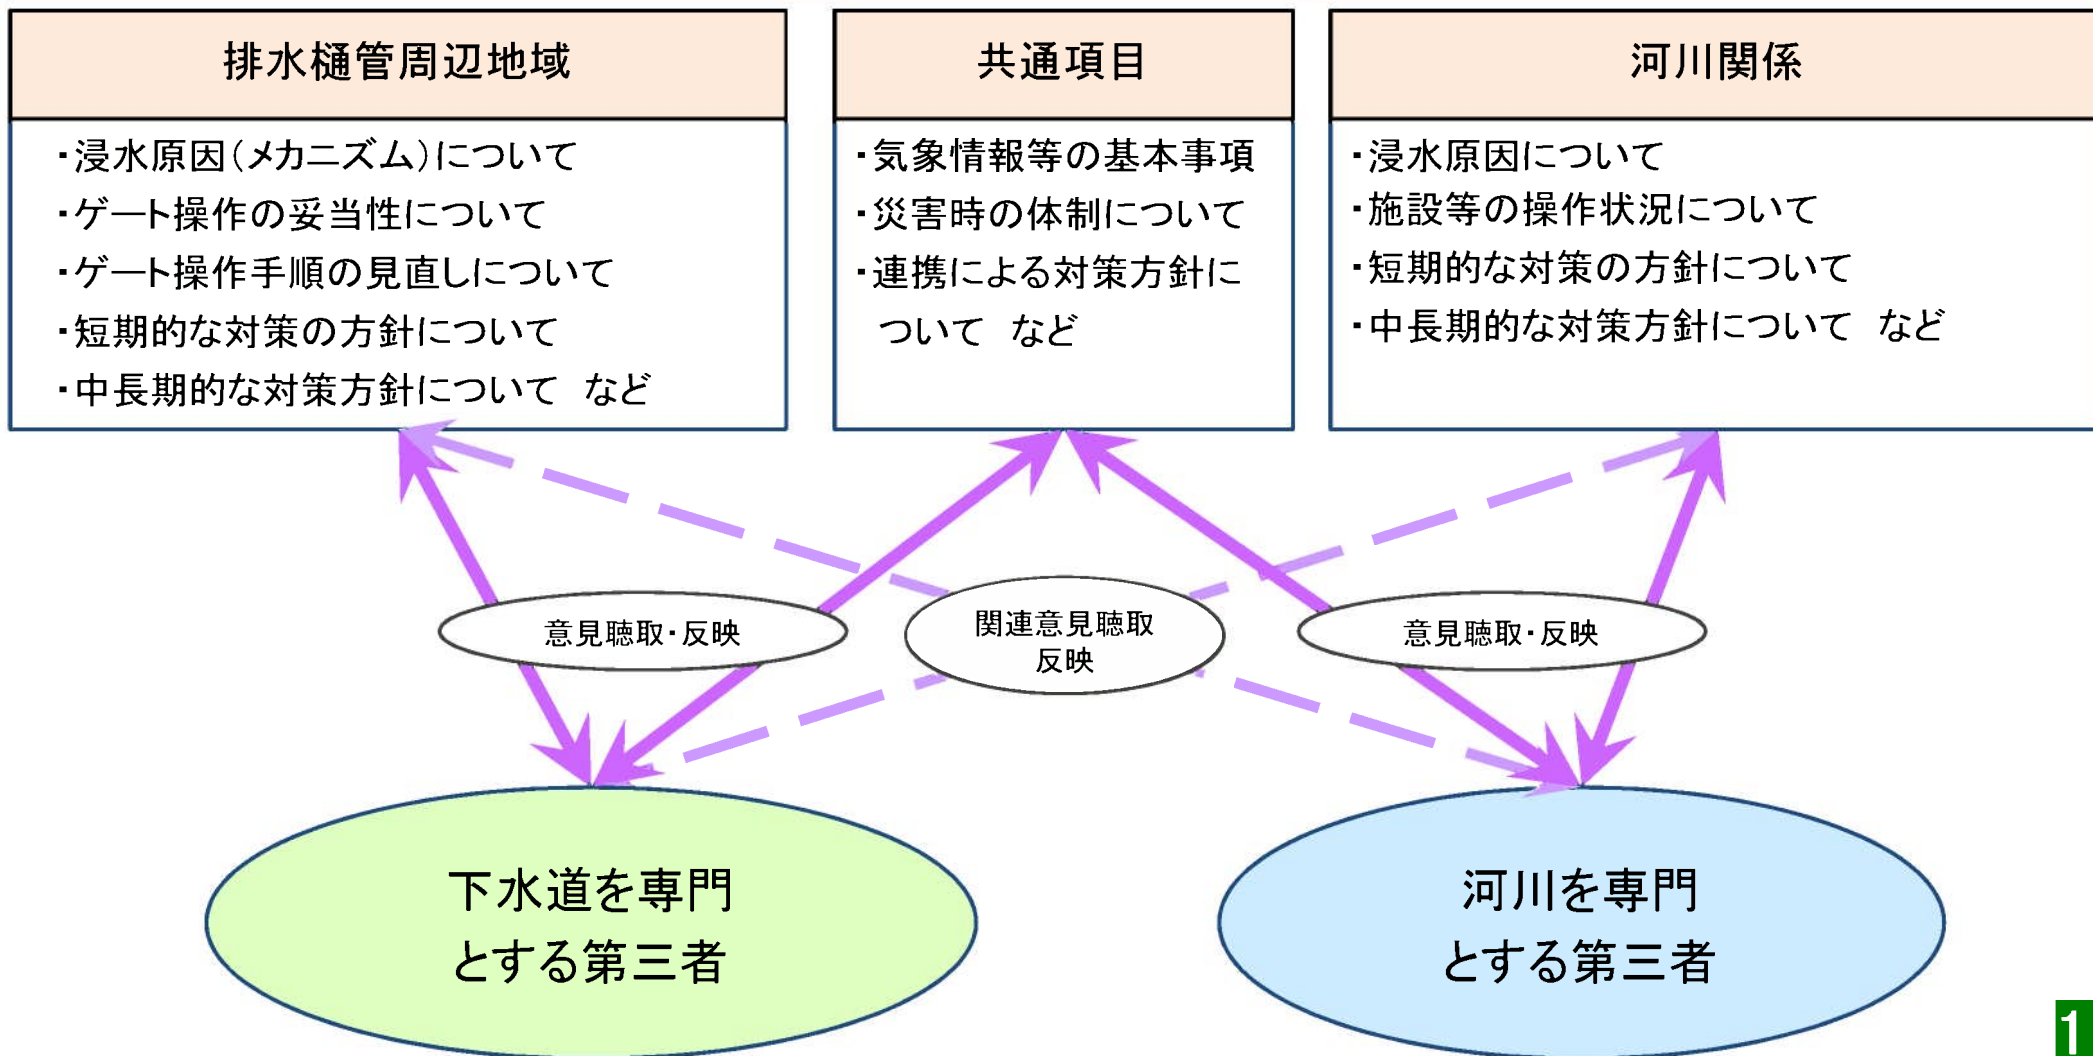 排水樋管周辺地域
・浸水原因（メカニズム）について
・ゲート操作の妥当性について
・ゲート操作手順の見直しについて
・短期的な対策の方針について
・中長期的な対策方針について　など
共通項目
・気象情報等の基本事項
・災害時の体制について
・連携による対策方針に
ついて　など
河川関係
・浸水原因について
・施設等の操作状況について
・短期的な対策の方針について
・中長期的な対策方針について　など
意見聴取・反映
関連意見聴取
反映
意見聴取・反映
下水道を専門
とする第三者
河川を専門
とする第三者
1